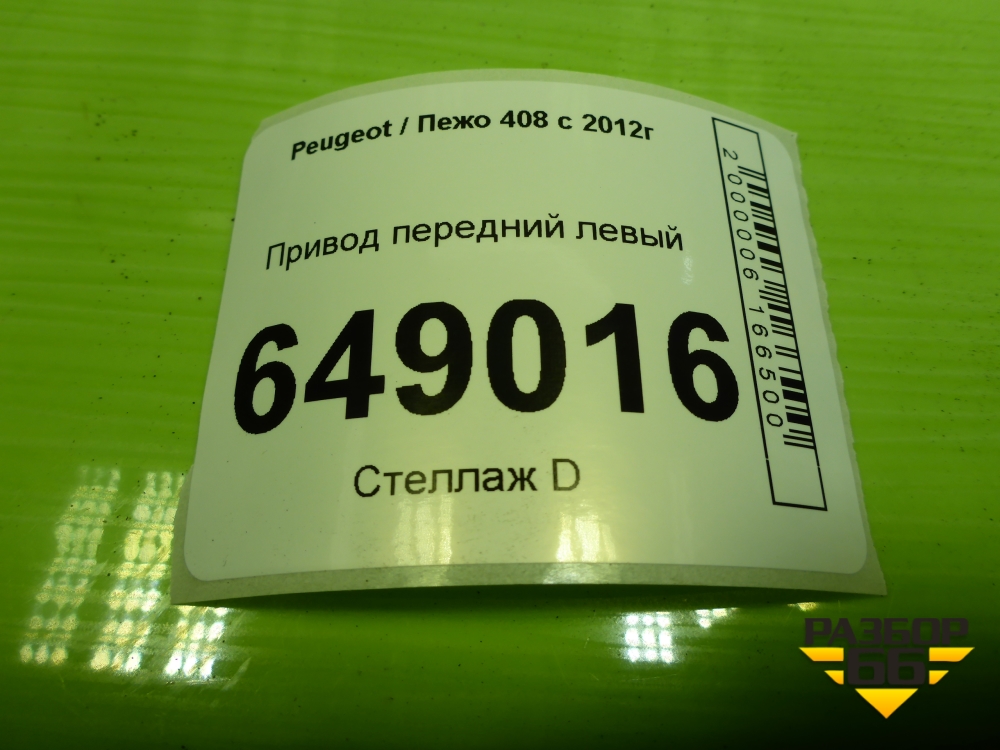 Peugeot / Пежо 408 с 2012г
Привод передний левый
649016
Стеллаж D
2000006166500
РАЗБОР
66